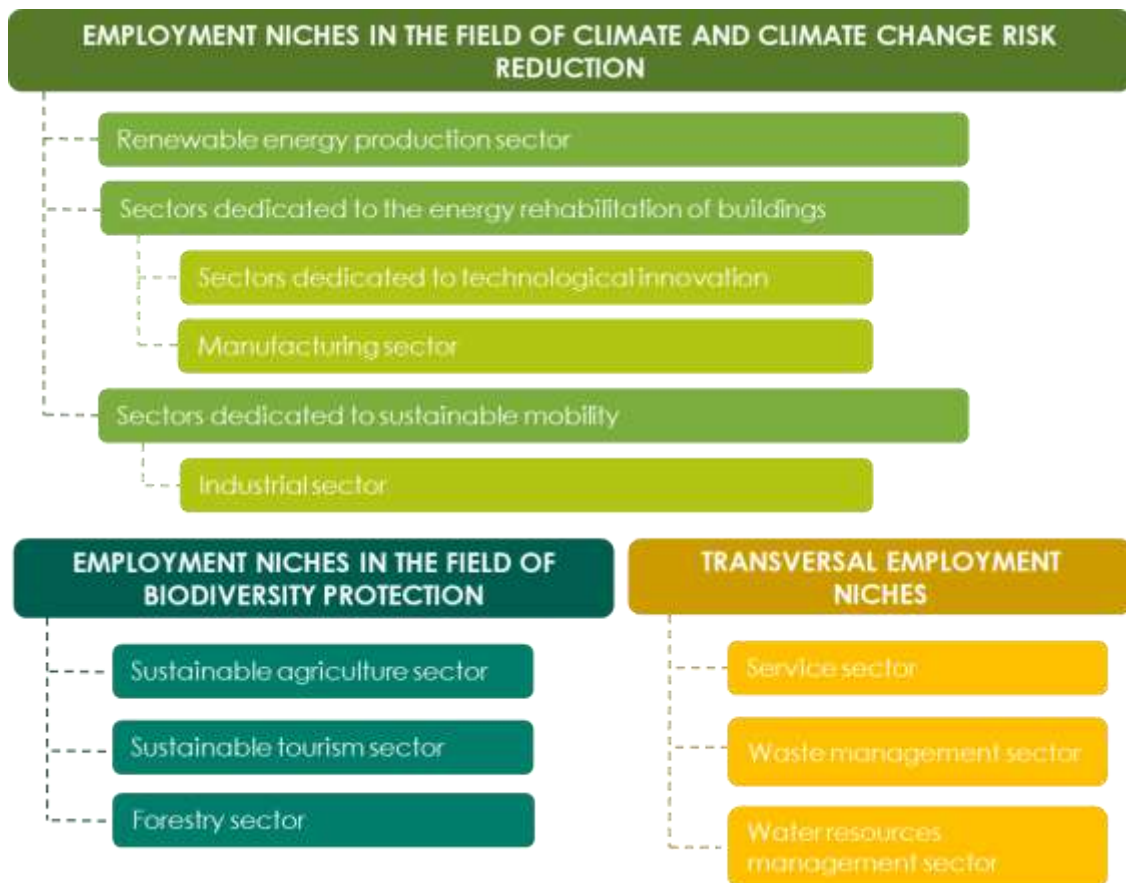 EMPLOYMENT NICHES IN THE FIELD OF CLIMATE AND CLIMATE CHANGE RISK
REDUCTION
Renewable energy production sector
Sectors dedicated to the energy rehabilitation of buildings
Sectors dedicated to technological innovation
Manufacturing sector
Sectors dedicated to sustainable mobility
Industrial sector
EMPLOYMENT NICHES IN THE FIELD OF
BIODIVERSITY PROTECTION
Sustainable agriculture sector
Sustainable tourism sector
Forestry sector
TRANSVERSAL EMPLOYMENT
NICHES
Service sector
Waste management sector
Water resources
management sector